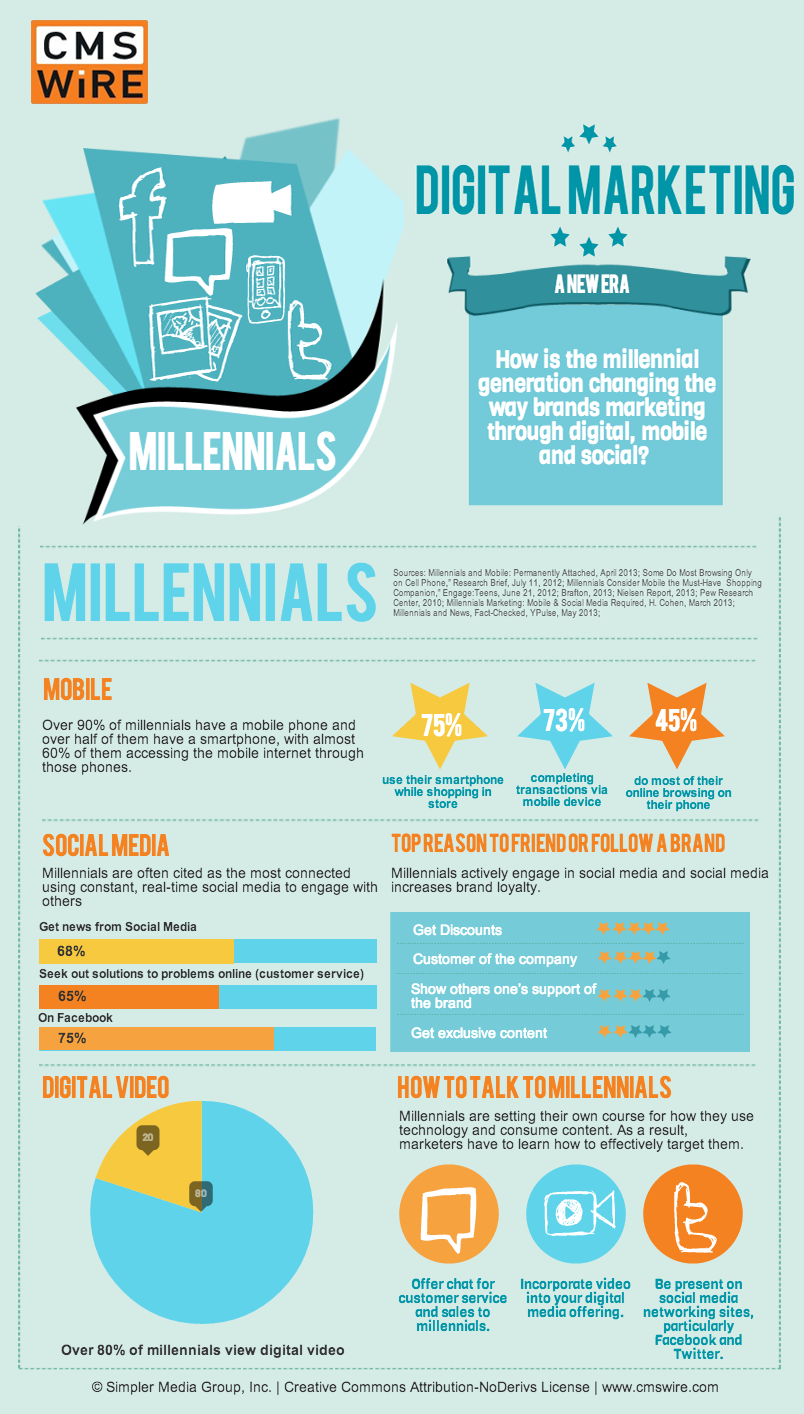 CMS
WiRE
DIGITAL MARKETING
A NEW ERA
How is the millennial
generation changing the
way brands marketing
through digital, mobile
and social?
MILLENNIALS
MILLENNIALS
Sources: Millennials and Mobile: Permanently Attached, April 2013; Some Do Most Browsing Only
on Cell Phone," Research Brief, July 11, 2012; Millennials Consider Mobile the Must-Have Shopping
Companion," Engage:Teens, June 21, 2012; Brafton, 2013; Nielsen Report, 2013; Pew Research
Center, 2010; Millennials Marketing: Mobile & Social Media Required, H. Cohen, March 2013;
Millennials and News, Fact-Checked, YPulse, May 2013;
MOBILE
Over 90% of millennials have a mobile phone and
over half of them have a smartphone, with almost
60% of them accessing the mobile internet through
those phones.
75%
use their smartphone
while shopping in
store
73%
completing
transactions via
mobile device
45%
do most of their
online browsing on
their phone
SOCIAL MEDIA
Millennials are often cited as the most connected
using constant, real-time social media to engage with
others
Get news from Social Media
68%
Seek out solutions to problems online (customer service)
65%
On Facebook
75%
TOP REASON TO FRIEND OR FOLLOW A BRAND
Millennials actively engage in social media and social media
increases brand loyalty.
Get Discounts
Customer of the company
Show others one's support of
the brand
Get exclusive content
DIGITAL VIDEO
20
80
Over 80% of millennials view digital video
HOW TO TALK TO MILLENNIALS
Millennials are setting their own course for how they use
technology and consume content. As a result,
marketers have to learn how to effectively target them.
Offer chat for
customer service
and sales to
millennials.
Incorporate video
into your digital
media offering.
Be present on
social media
networking sites,
particularly
Facebook and
Twitter.
© Simpler Media Group, Inc. | Creative Commons Attribution-NoDerivs License | www.cmswire.com